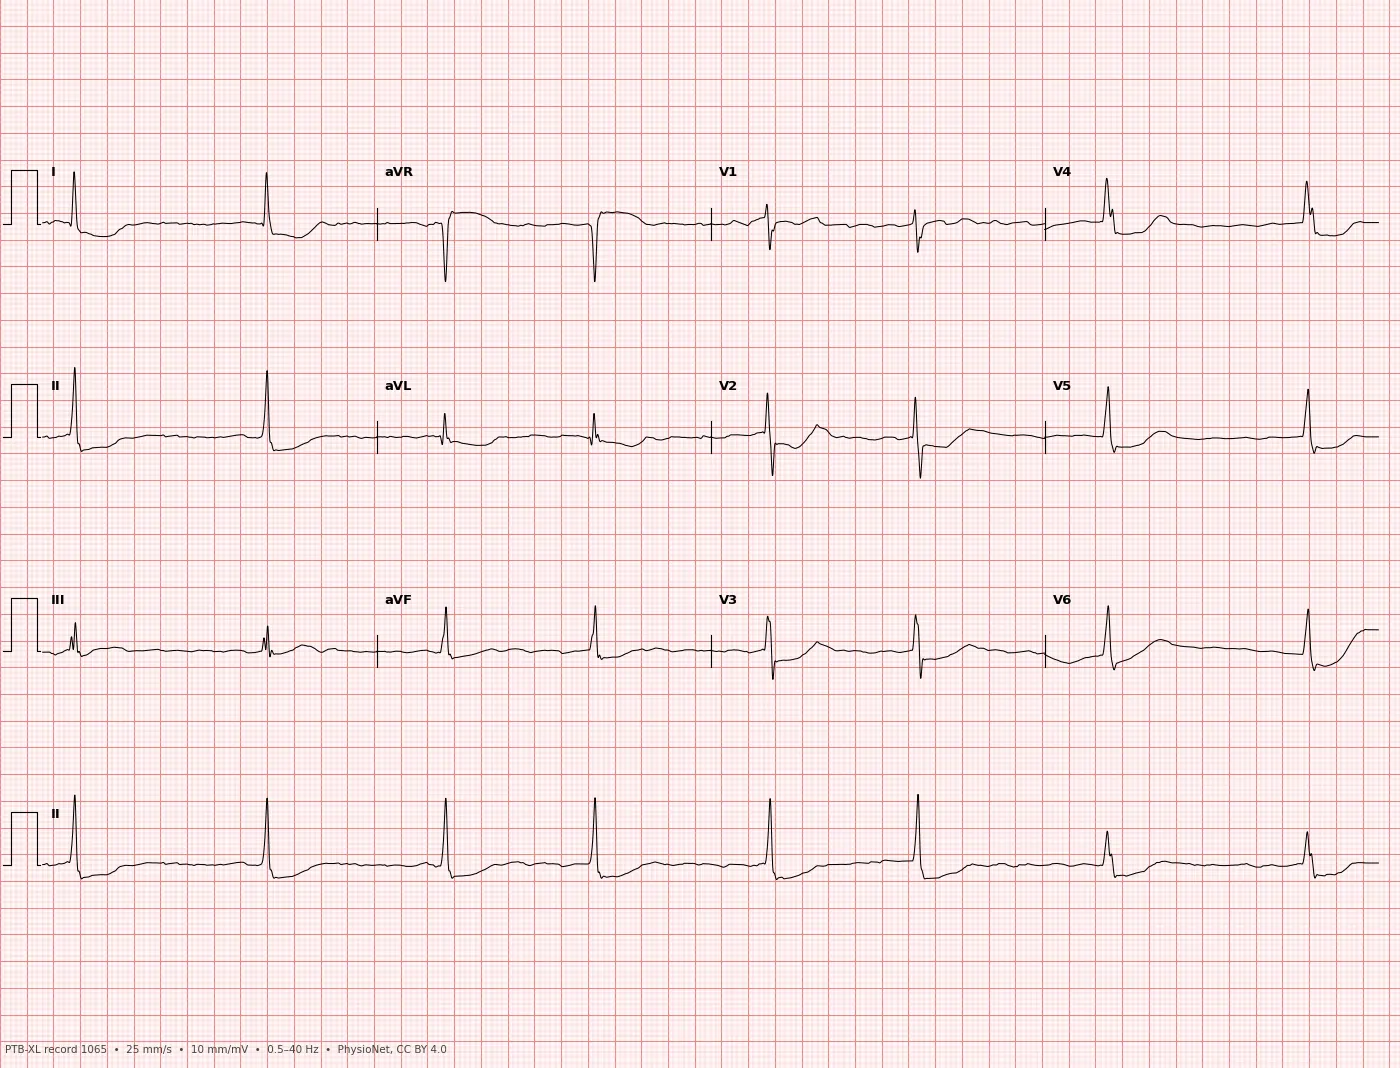 I aVR V1 V4
II aVL V2 V5
III aVF V3 V6
II
PTB-XL record 1065 • 25 mm/s • 10 mm/mV • 0.5–40 Hz • PhysioNet, CC BY 4.0